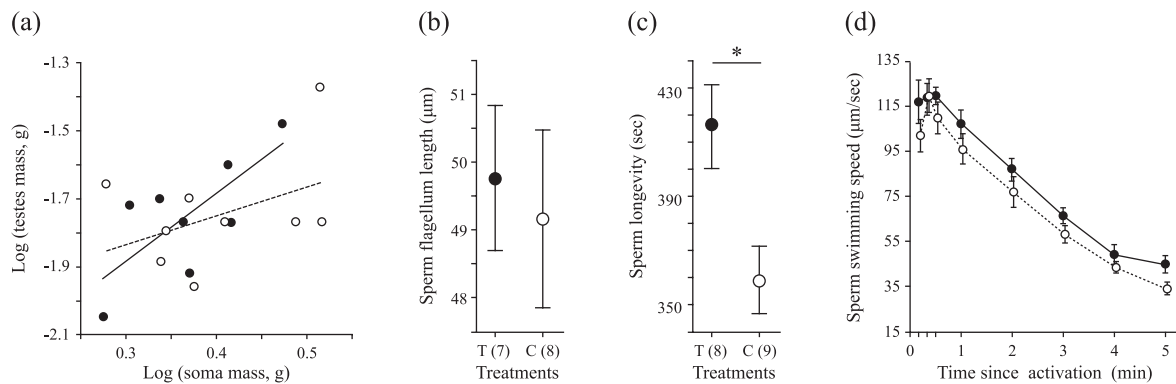 (a)
-1.3
-1.5
-1.7
-1.9
-2.1
0.3 0.4 0.5
Log (testes mass, g)
Log (soma mass, g)
(b)
51
50
49
48
Sperm flagellum length (μm)
T (7) C (8)
Treatments
(c)
*
430
390
350
Sperm longevity (sec)
T (8) C (9)
Treatments
(d)
135
115
95
75
55
35
15
Sperm swimming speed (μm/sec)
0 1 2 3 4 5
Time since activation (min)